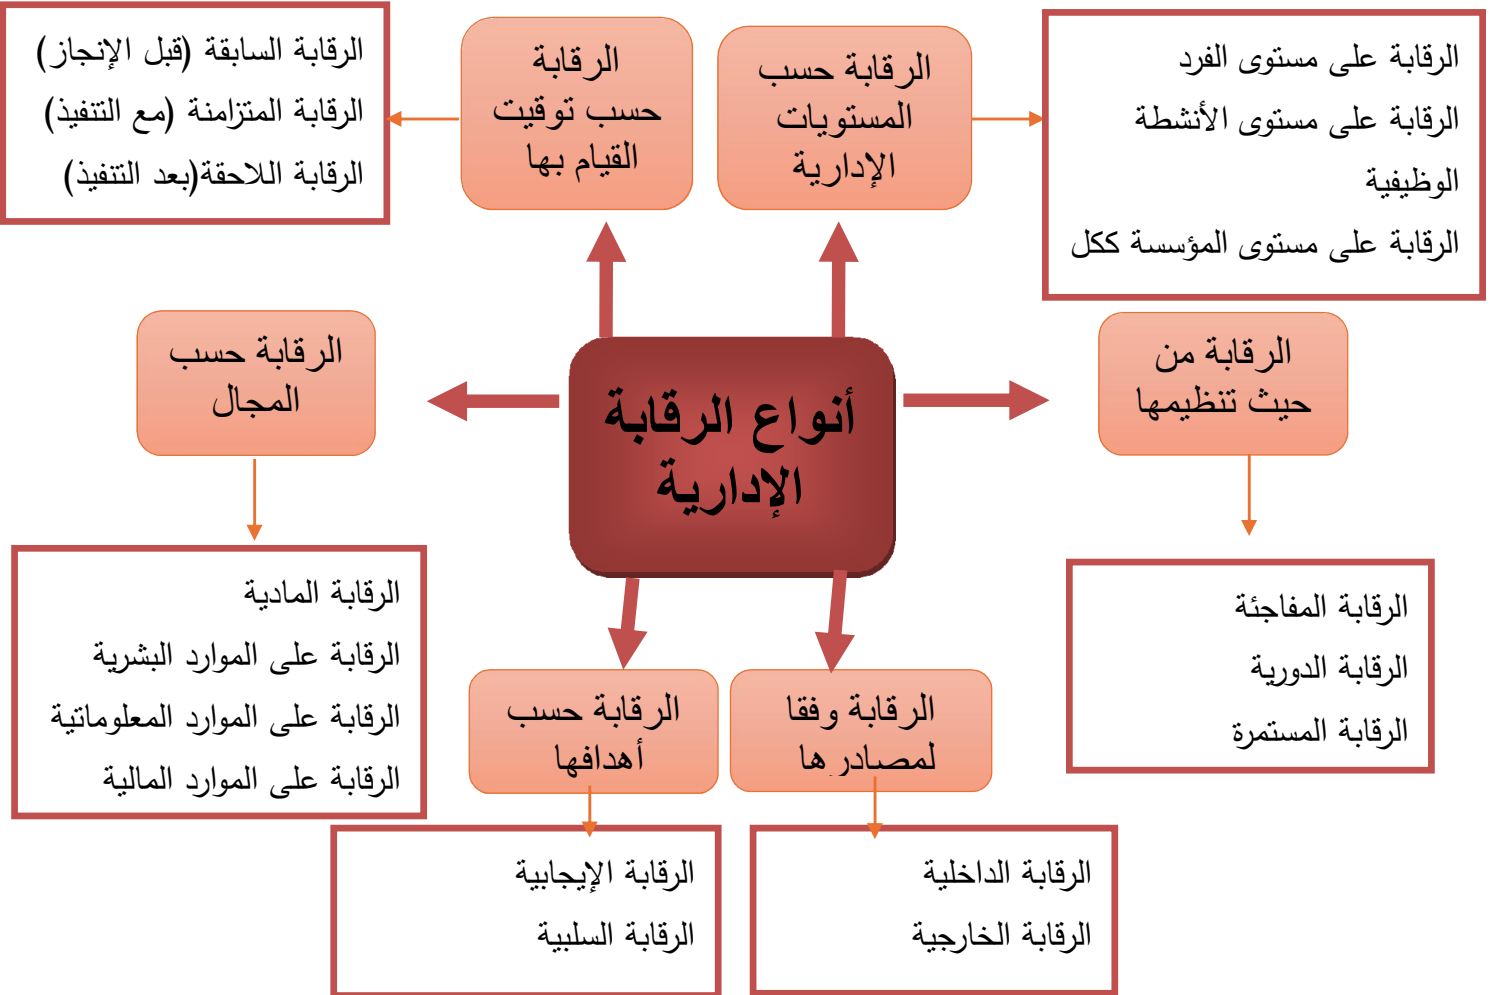 الرقابة على مستوى الفرد
الرقابة على مستوى الأنشطة
الوظيفية
الرقابة على مستوى المؤسسة ككل
الرقابة حسب
المستويات
الإدارية
الرقابة
حسب توقيت
القيام بها
الرقابة السابقة (قبل الإنجاز)
الرقابة المتزامنة (مع التنفيذ)
الرقابة اللاحقة(بعد التنفيذ)
الرقابة من
حيث تنظيمها
أنواع الرقابة
الإدارية
الرقابة حسب
المجال
الرقابة المفاجئة
الرقابة الدورية
الرقابة المستمرة
الرقابة المادية
الرقابة على الموارد البشرية
الرقابة على الموارد المعلوماتية
الرقابة على الموارد المالية
الرقابة وفقا
لمصادرها
الرقابة حسب
أهدافها
الرقابة الداخلية
الرقابة الخارجية
الرقابة الإيجابية
الرقابة السلبية